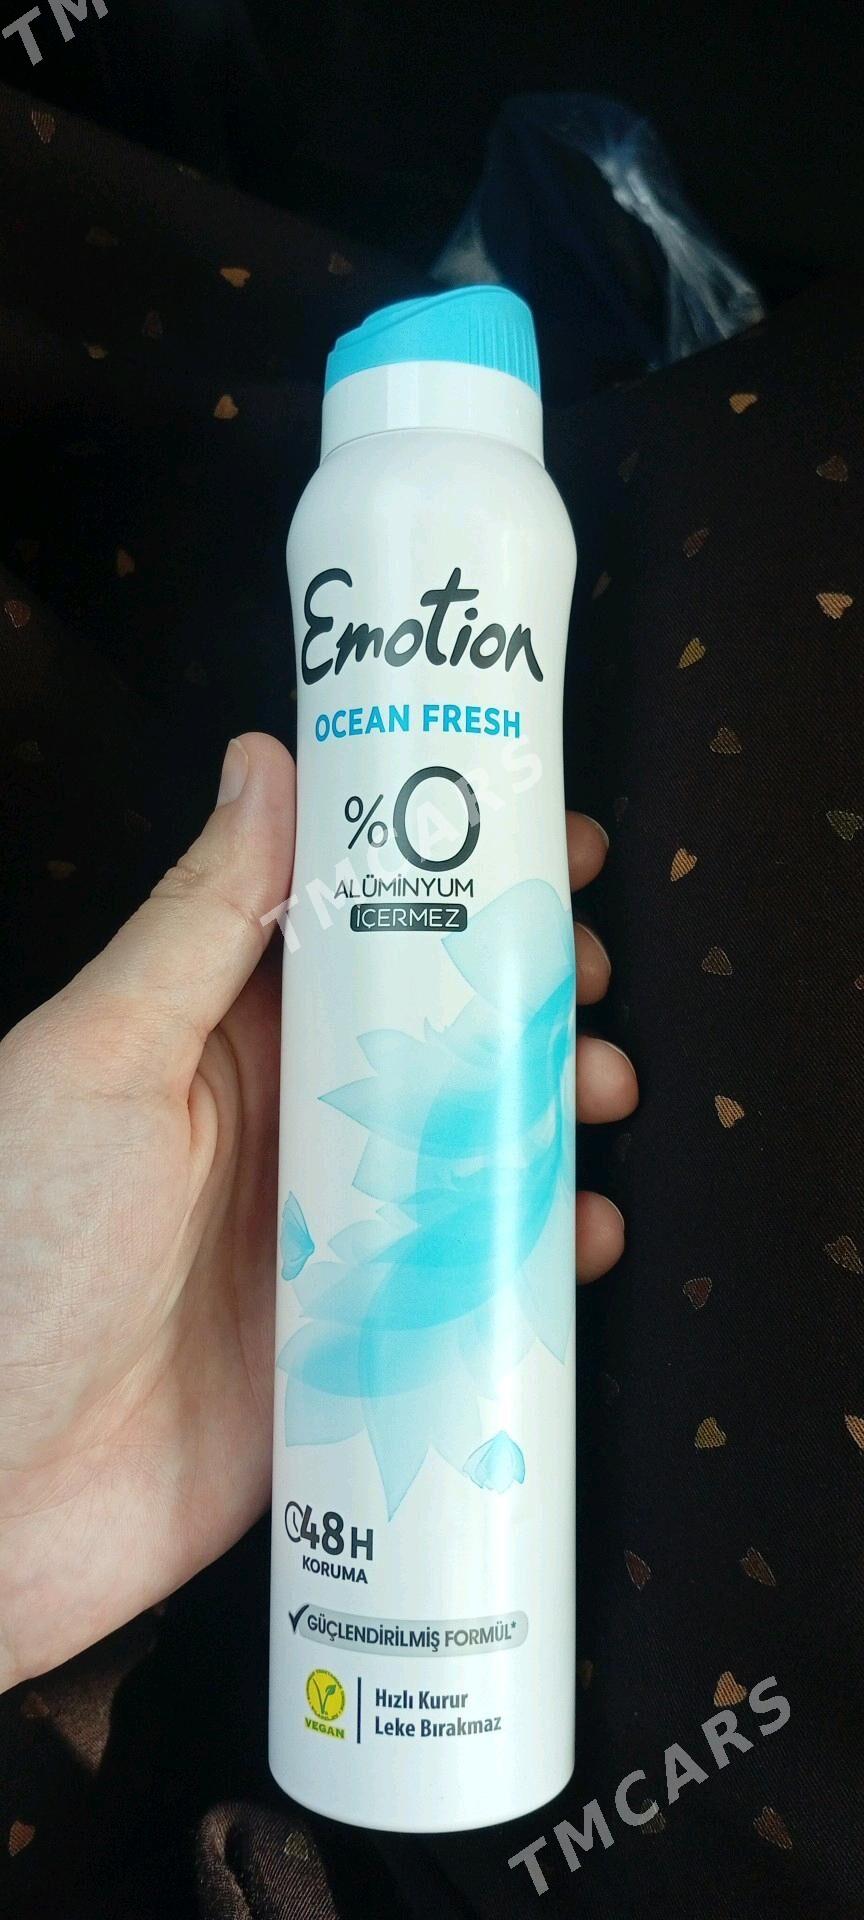 TM
Emotion
OCEAN FRESH
%0
ALÜMİNYUM
İÇERMEZ
TMCARS
48H
KORUMA
GÜÇLENDİRİLMİŞ FORMÜL*
VEGAN
Hızlı Kurur
Leke Bırakmaz
TMCARS